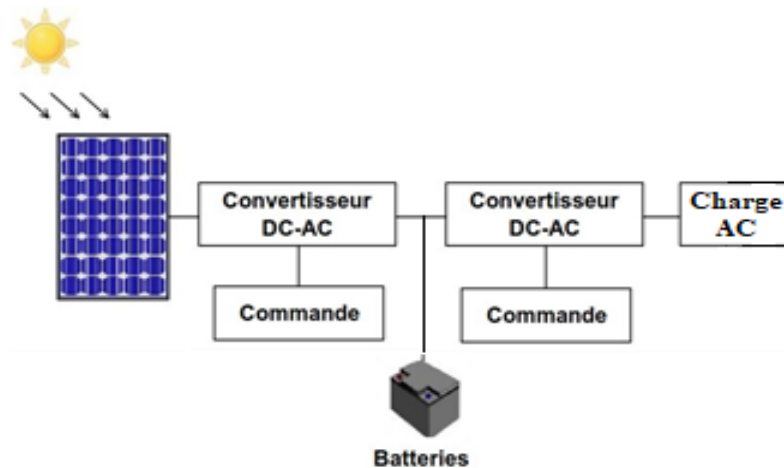 Convertisseur
DC-AC
Convertisseur
DC-AC
Charge
AC
Commande
Commande
Batteries